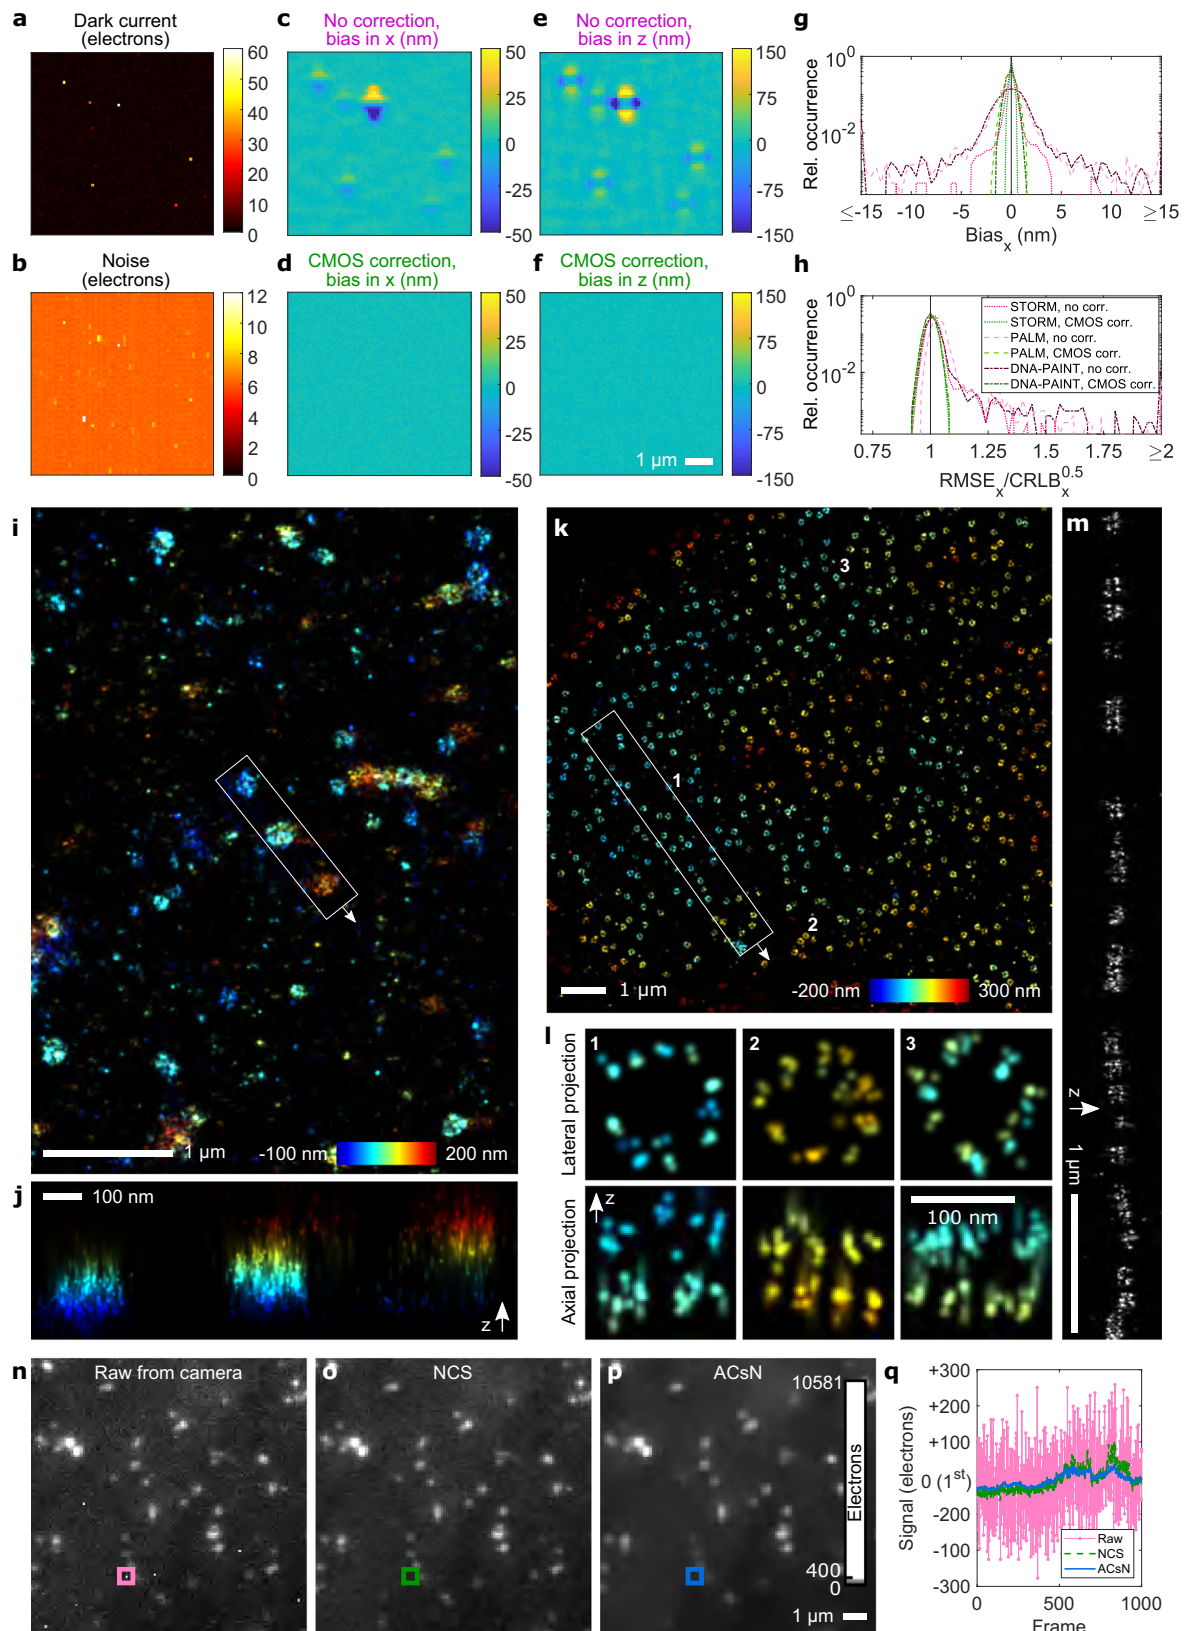 a
Dark current
(electrons)
60
50
40
30
20
10
0
c
No correction,
bias in x (nm)
50
25
0
-25
-50
e
No correction,
bias in z (nm)
150
75
0
-75
-150
g
Rel. occurrence
10^0
10^-2
≤-15
-10
-5
0
5
10
≥15
Bias_x (nm)
b
Noise
(electrons)
12
10
8
6
4
2
0
d
CMOS correction,
bias in x (nm)
50
25
0
-25
-50
f
CMOS correction,
bias in z (nm)
1 µm
150
75
0
-75
-150
h
Rel. occurrence
10^0
10^-2
STORM, no corr.
STORM, CMOS corr.
PALM, no corr.
PALM, CMOS corr.
DNA-PAINT, no corr.
DNA-PAINT, CMOS corr.
0.75
1
1.25
1.5
1.75
≥2
RMSE_x/CRLB_x^0.5
i
1 µm
-100 nm
200 nm
j
100 nm
z
k
3
1
2
1 µm
-200 nm
300 nm
l
Lateral projection
1
2
3
Axial projection
z
100 nm
m
z
1 µm
n
Raw from camera
o
NCS
p
ACsN
10581
Electrons
400
0
1 µm
q
Signal (electrons)
+300
+200
+100
0 (1^st)
-200
-100
-300
Raw
NCS
ACsN
0
500
1000
Frame